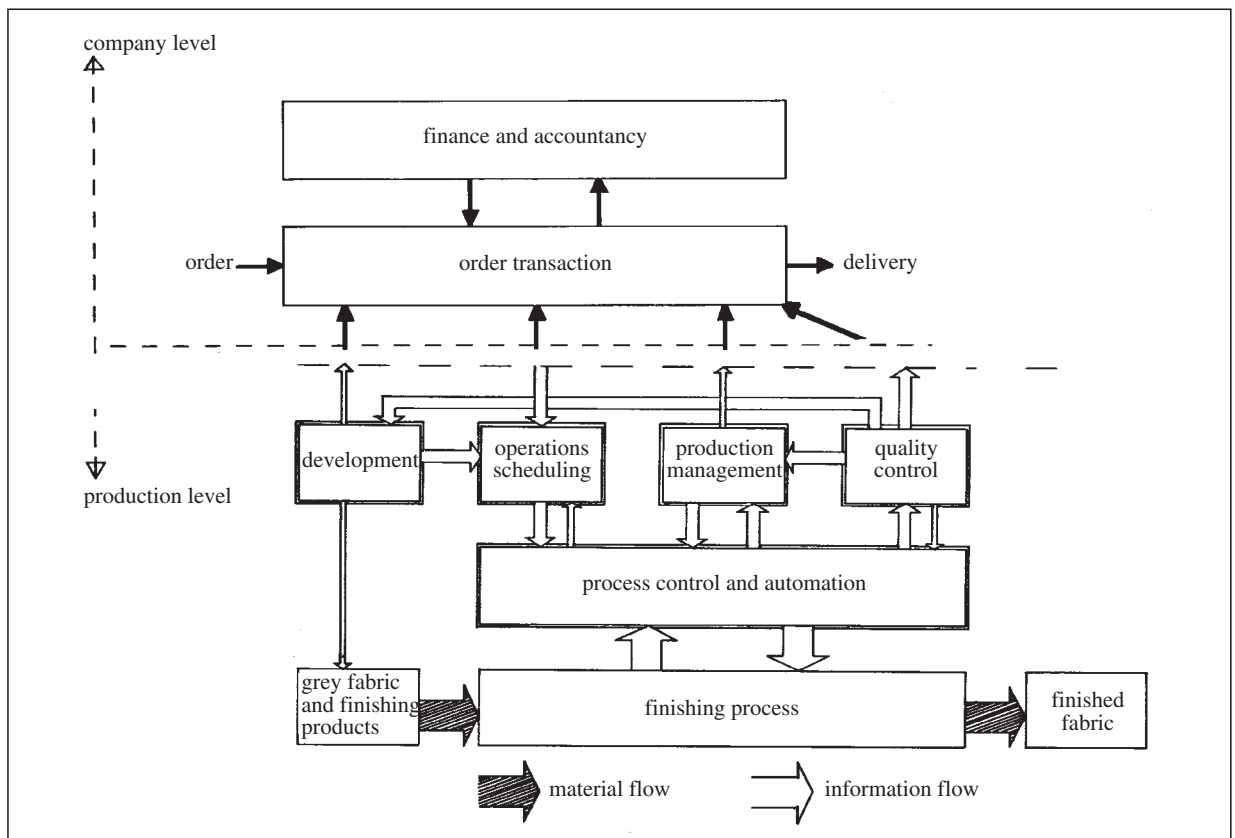 company level
finance and accountancy
order
order transaction
delivery
development
operations
scheduling
production
management
quality
control
production level
process control and automation
grey fabric
and finishing
products
finishing process
finished
fabric
material flow
information flow